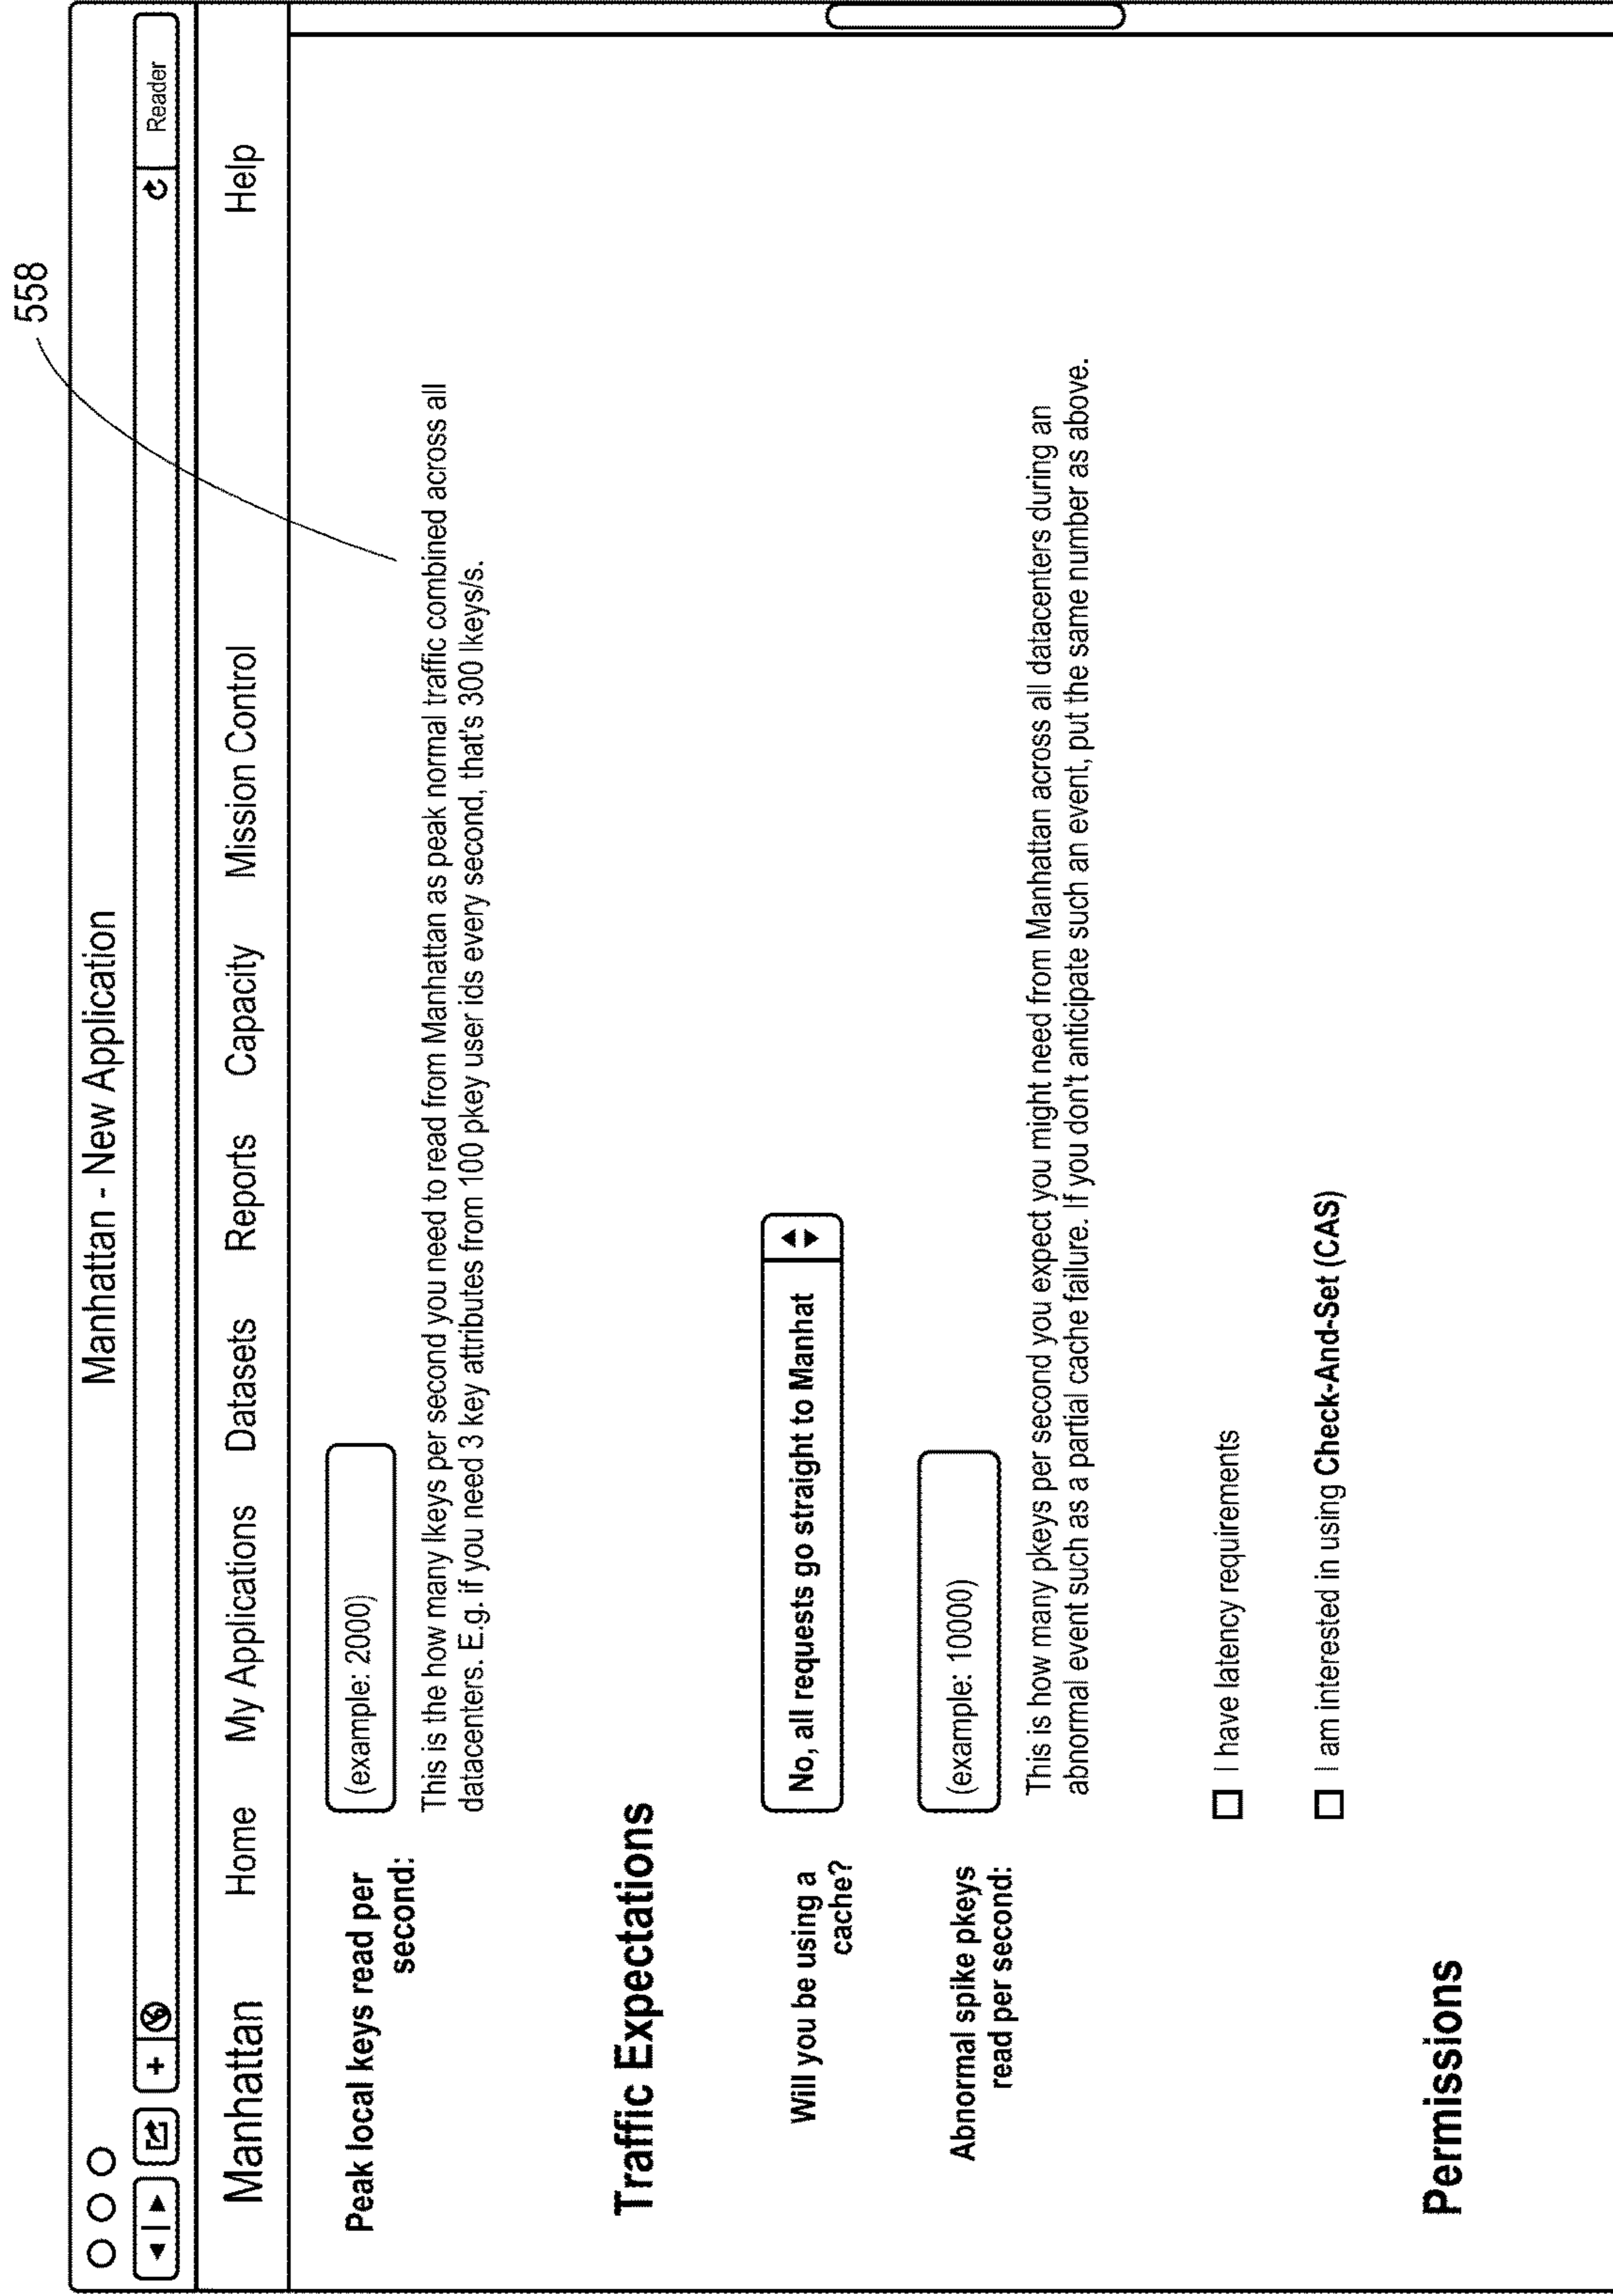 558
Manhattan - New Application
Reader
Manhattan Home My Applications Datasets Reports Capacity Mission Control Help
Peak local keys read per
second:
(example: 2000)
This is the how many lkeys per second you need to read from Manhattan as peak normal traffic combined across all
datacenters. E.g. if you need 3 key attributes from 100 pkey user ids every second, that's 300 lkeys/s.
Traffic Expectations
Will you be using a
cache?
No, all requests go straight to Manhat
Abnormal spike pkeys
read per second:
(example: 10000)
This is how many pkeys per second you expect you might need from Manhattan across all datacenters during an
abnormal event such as a partial cache failure. If you don't anticipate such an event, put the same number as above.
I have latency requirements
I am interested in using Check-And-Set (CAS)
Permissions